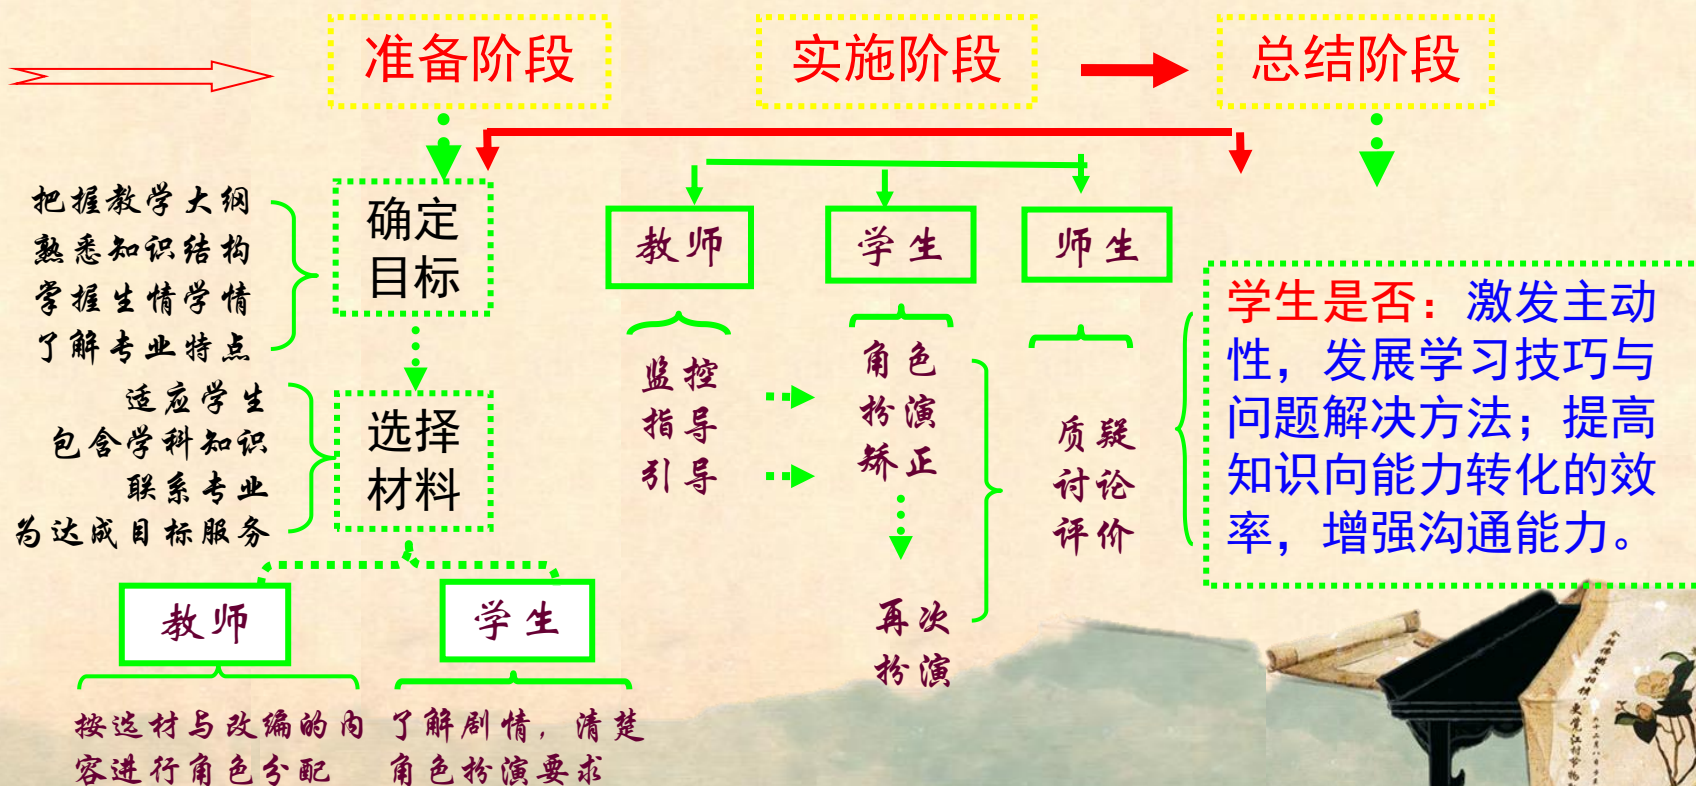 准备阶段
实施阶段
总结阶段
把握教学大纲
熟悉知识结构
掌握生情学情
了解专业特点
确定
目标
适应学生
包含学科知识
联系专业
为达成目标服务
选择
材料
教师
学生
按选材与改编的内
容进行角色分配
了解剧情，清楚
角色扮演要求
教师
学生
师生
监控
指导
引导
角色
扮演
矫正
再次
扮演
质疑
讨论
评价
学生是否：激发主动
性，发展学习技巧与
问题解决方法；提高
知识向能力转化的效
率，增强沟通能力。